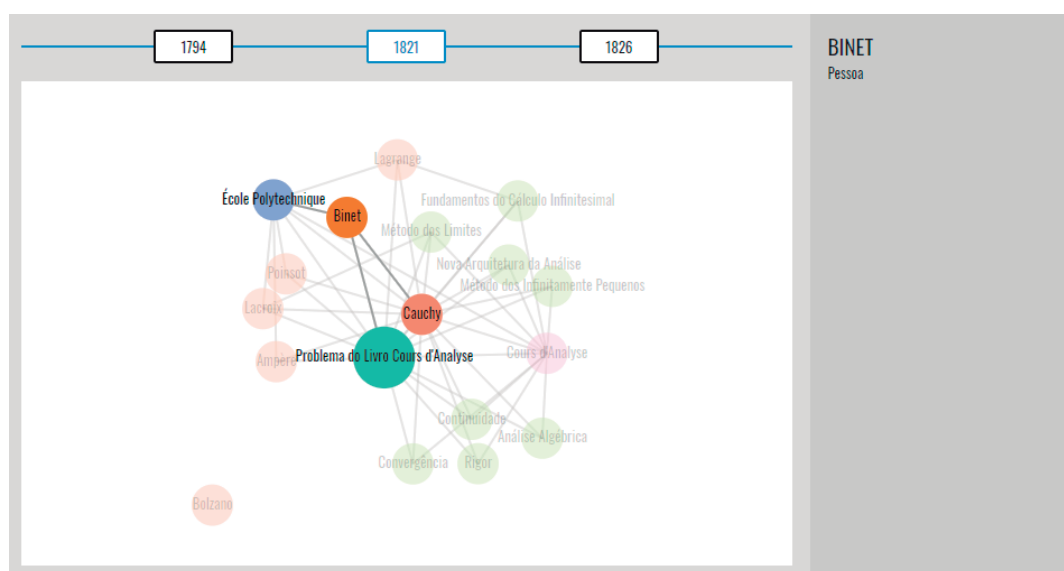 1794
1821
1826
BINET
Pessoa
Lagrange
École Polytechnique
Fundamentos do Cálculo Infinitesimal
Binet
Método dos Limites
Nova Arquitetura da Análise
Poinsot
Método dos Infinitamente Pequenos
Lacroix
Cauchy
Ampère
Problema do Livro Cours d'Analyse
Cours d'Analyse
Continuidade
Análise Algébrica
Convergência
Rigor
Bolzano